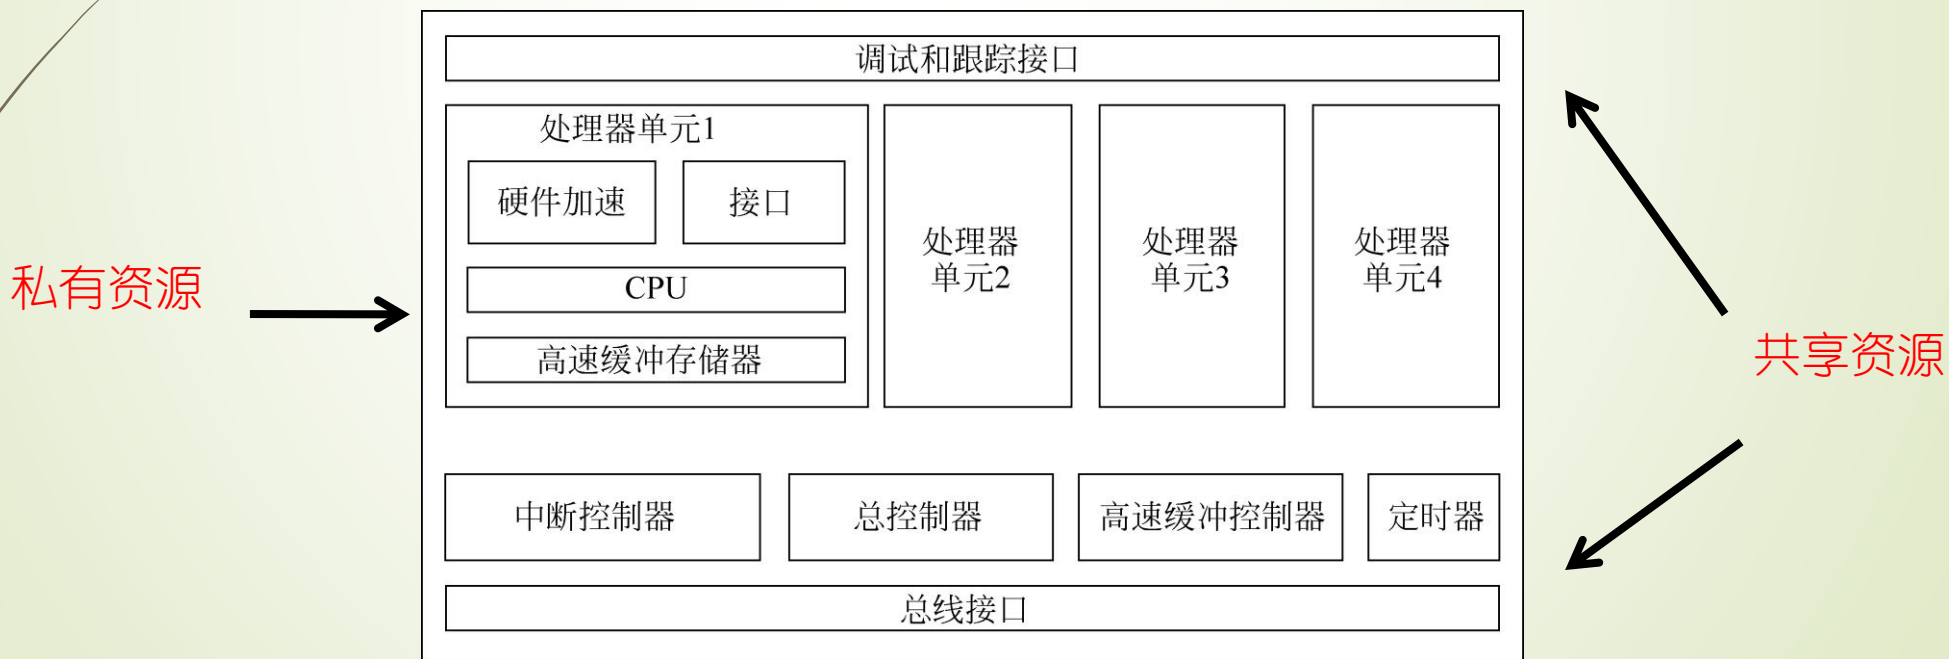 调试和跟踪接口
处理器单元1
硬件加速
接口
CPU
高速缓冲存储器
处理器
单元2
处理器
单元3
处理器
单元4
私有资源
共享资源
中断控制器
总控制器
高速缓冲控制器
定时器
总线接口